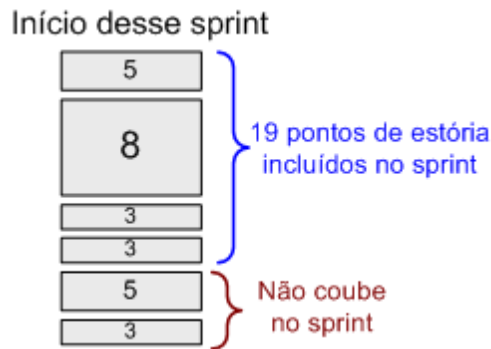 Início desse sprint
5
8
3
3
5
3
19 pontos de estória
incluídos no sprint
Não coube
no sprint